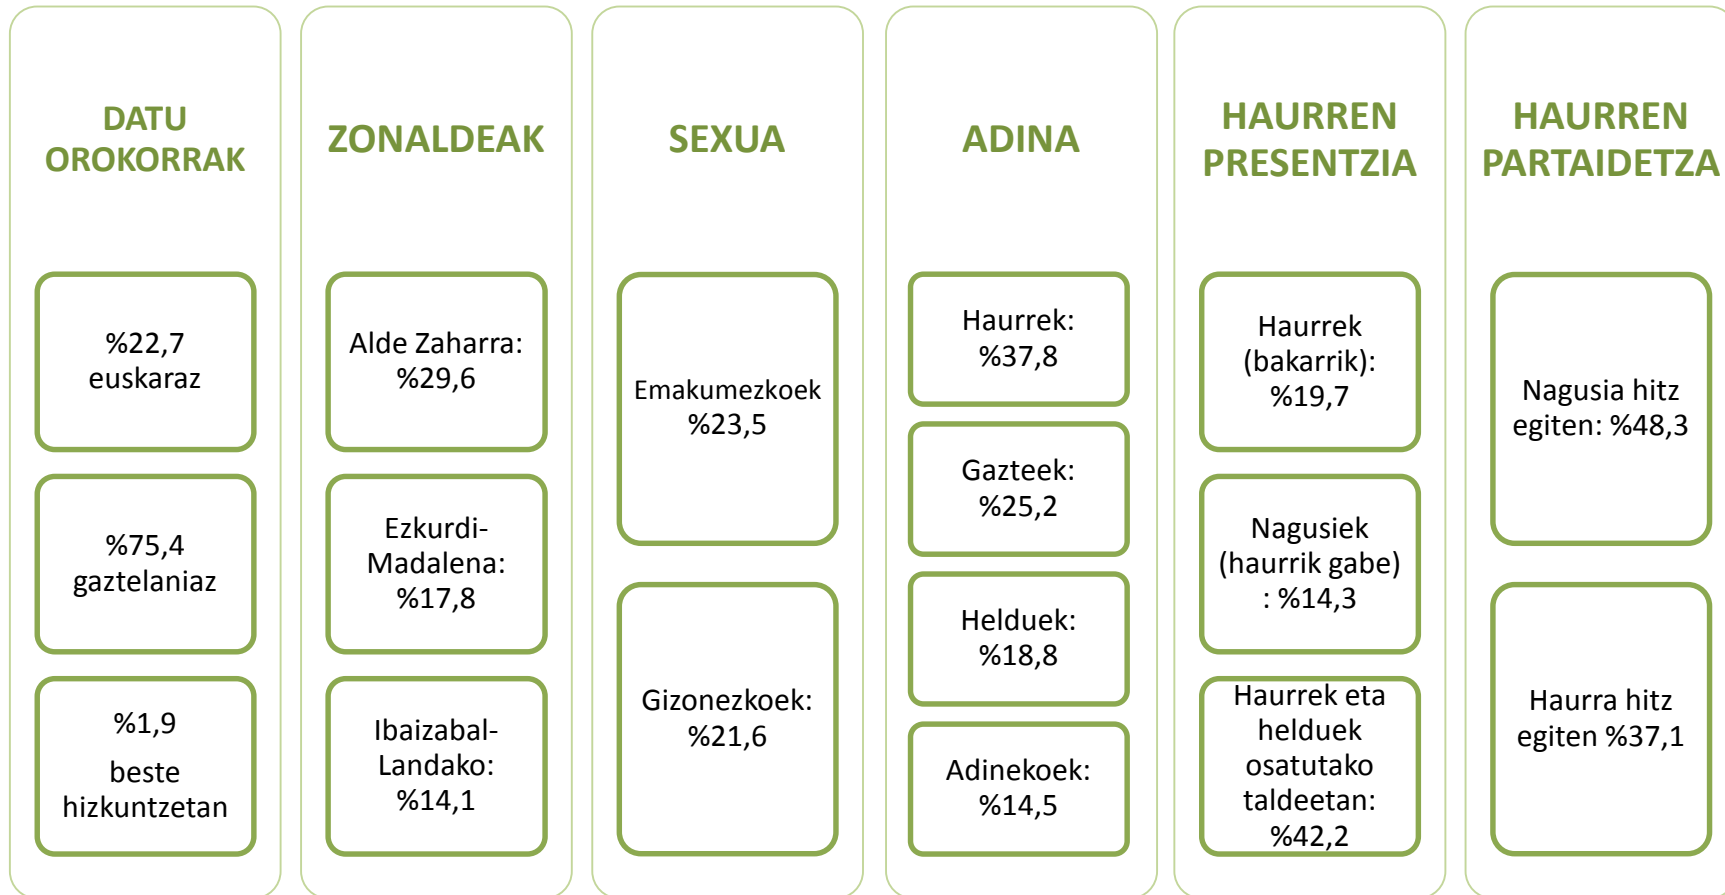 DATU
OROKORRAK
%22,7
euskaraz
%75,4
gaztelaniaz
%1,9
beste
hizkuntzetan
ZONALDEAK
Alde Zaharra:
%29,6
Ezkurdi-
Madalena:
%17,8
Ibaizabal-
Landako:
%14,1
SEXUA
Emakumezkoek
%23,5
Gizonezkoek:
%21,6
ADINA
Haurrek:
%37,8
Gazteek:
%25,2
Helduek:
%18,8
Adinekoek:
%14,5
HAURREN
PRESENTZIA
Haurrek
(bakarrik):
%19,7
Nagusiek
(haurrik gabe)
: %14,3
Haurrek eta
helduek
osatutako
taldeetan:
%42,2
HAURREN
PARTAIDETZA
Nagusia hitz
egiten: %48,3
Haurra hitz
egiten %37,1